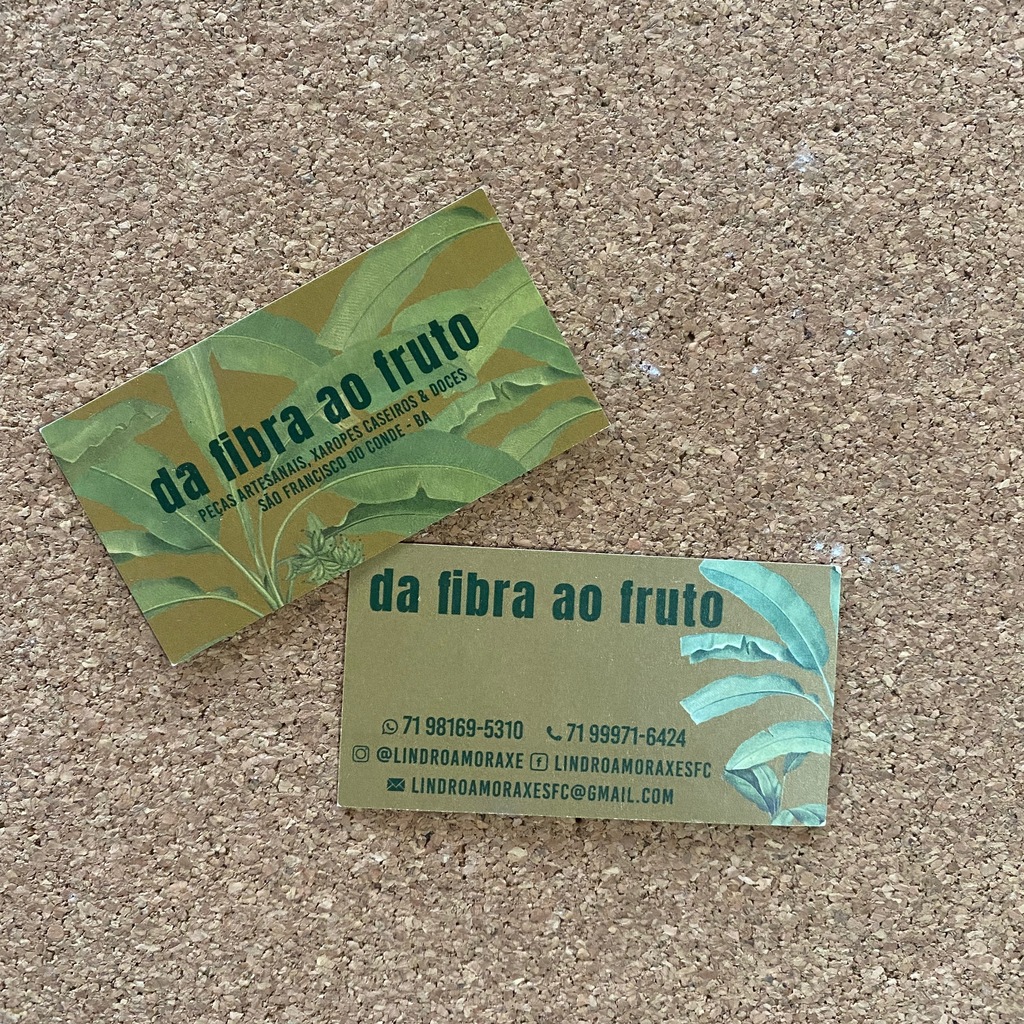 da fibra ao fruto
PEÇAS ARTESANAIS, XAROPES CASEIROS & DOCES
SÃO FRANCISCO DO CONDE - BA
da fibra ao fruto
71 98169-5310 71 99971-6424
@LINDROAMORAXE LINDROAMORAXESFC
LINDROAMORAXESFC@GMAIL.COM